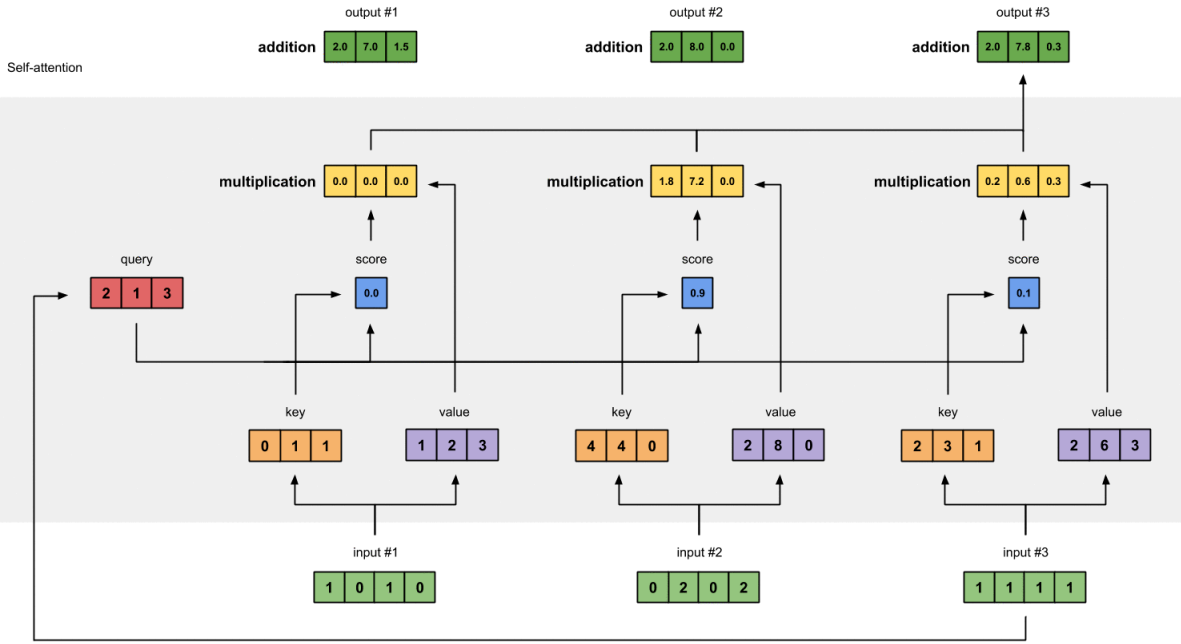 output #1
output #2
output #3
addition 2.0 7.0 1.5
addition 2.0 8.0 0.0
addition 2.0 7.8 0.3
Self-attention
multiplication 0.0 0.0 0.0
multiplication 1.8 7.2 0.0
multiplication 0.2 0.6 0.3
query
score
score
score
2 1 3
0.0
0.9
0.1
key
value
key
value
key
value
0 1 1
1 2 3
4 4 0
2 8 0
2 3 1
2 6 3
input #1
input #2
input #3
1 0 1 0
0 2 0 2
1 1 1 1